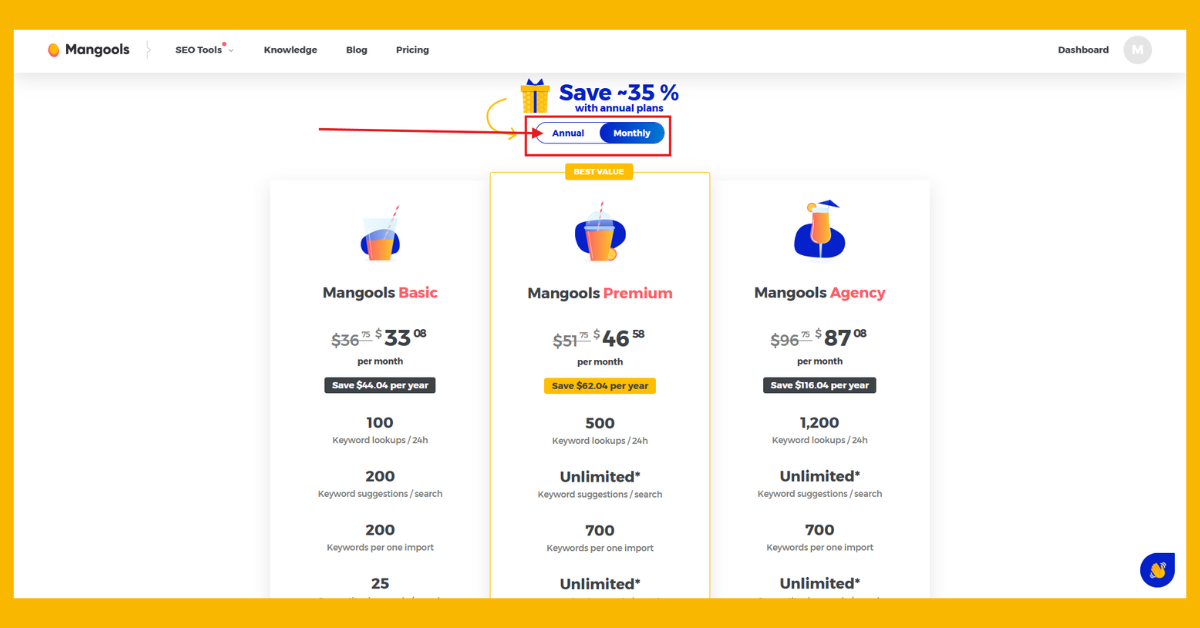 Mangools
SEO Tools
Knowledge
Blog
Pricing
Dashboard
M
Save ~35 %
with annual plans
Annual
Monthly
BEST VALUE
Mangools Basic
$36.75 $33.08
per month
Save $44.04 per year
100
Keyword lookups / 24h
200
Keyword suggestions / search
200
Keywords per one import
25
Mangools Premium
$51.75 $46.58
per month
Save $62.04 per year
500
Keyword lookups / 24h
Unlimited*
Keyword suggestions / search
700
Keywords per one import
Unlimited*
Mangools Agency
$96.75 $87.08
per month
Save $116.04 per year
1,200
Keyword lookups / 24h
Unlimited*
Keyword suggestions / search
700
Keywords per one import
Unlimited*